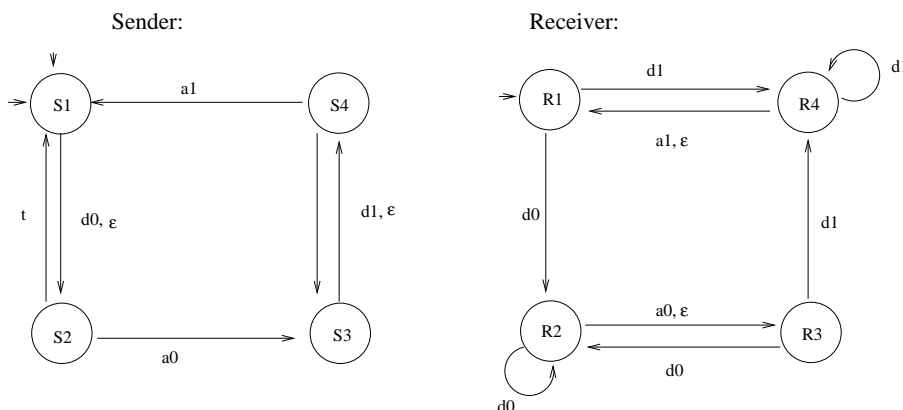 Sender:
Receiver:
S1
a1
S4
t
d0, ε
d1, ε
S2
a0
S3
R1
d1
R4
d1
a1, ε
d0
d1
R2
a0, ε
R3
d0
d0